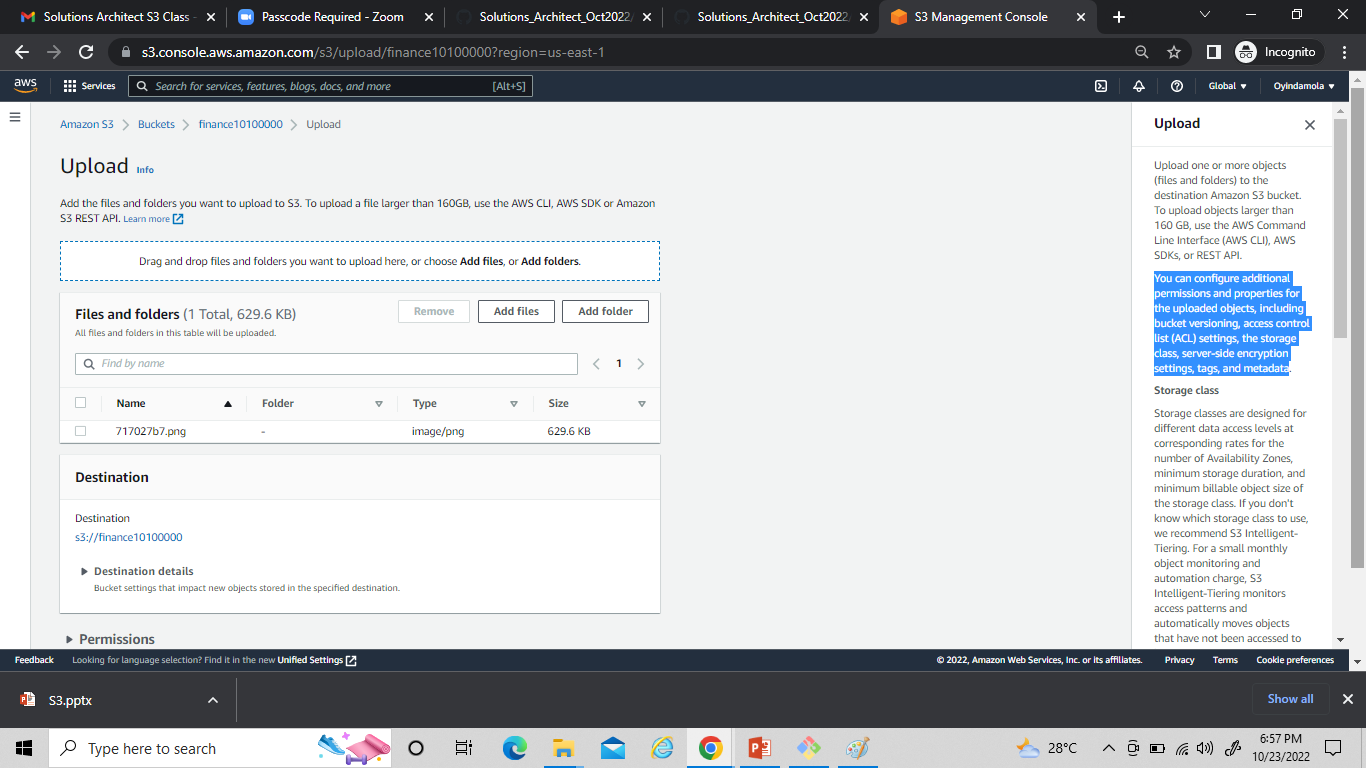 Solutions Architect S3 Class -
Passcode Required - Zoom
Solutions_Architect_Oct2022/
Solutions_Architect_Oct2022/
S3 Management Console
s3.console.aws.amazon.com/s3/upload/finance10100000?region=us-east-1
Incognito
aws
Services
Search for services, features, blogs, docs, and more
[Alt+S]
Global
Oyindamola
Amazon S3
Buckets
finance10100000
Upload
Upload Info
Add the files and folders you want to upload to S3. To upload a file larger than 160GB, use the AWS CLI, AWS SDK or Amazon
S3 REST API. Learn more
Drag and drop files and folders you want to upload here, or choose Add files, or Add folders.
Files and folders (1 Total, 629.6 KB)
All files and folders in this table will be uploaded.
Remove
Add files
Add folder
Find by name
1
Name
Folder
Type
Size
717027b7.png
-
image/png
629.6 KB
Destination
Destination
s3://finance10100000
Destination details
Bucket settings that impact new objects stored in the specified destination.
Permissions
Upload
Upload one or more objects
(files and folders) to the
destination Amazon S3 bucket.
To upload objects larger than
160 GB, use the AWS Command
Line Interface (AWS CLI), AWS
SDKs, or REST API.
You can configure additional
permissions and properties for
the uploaded objects, including
bucket versioning, access control
list (ACL) settings, the storage
class, server-side encryption
settings, tags, and metadata.
Storage class
Storage classes are designed for
different data access levels at
corresponding rates for the
number of Availability Zones,
minimum storage duration, and
minimum billable object size of
the storage class. If you don't
know which storage class to use,
we recommend S3 Intelligent-
Tiering. For a small monthly
object monitoring and
automation charge, S3
Intelligent-Tiering monitors
access patterns and
automatically moves objects
that have not been accessed to
Feedback
Looking for language selection? Find it in the new Unified Settings
© 2022, Amazon Web Services, Inc. or its affiliates.
Privacy
Terms
Cookie preferences
S3.pptx
Show all
Type here to search
28°C
6:57 PM
10/23/2022